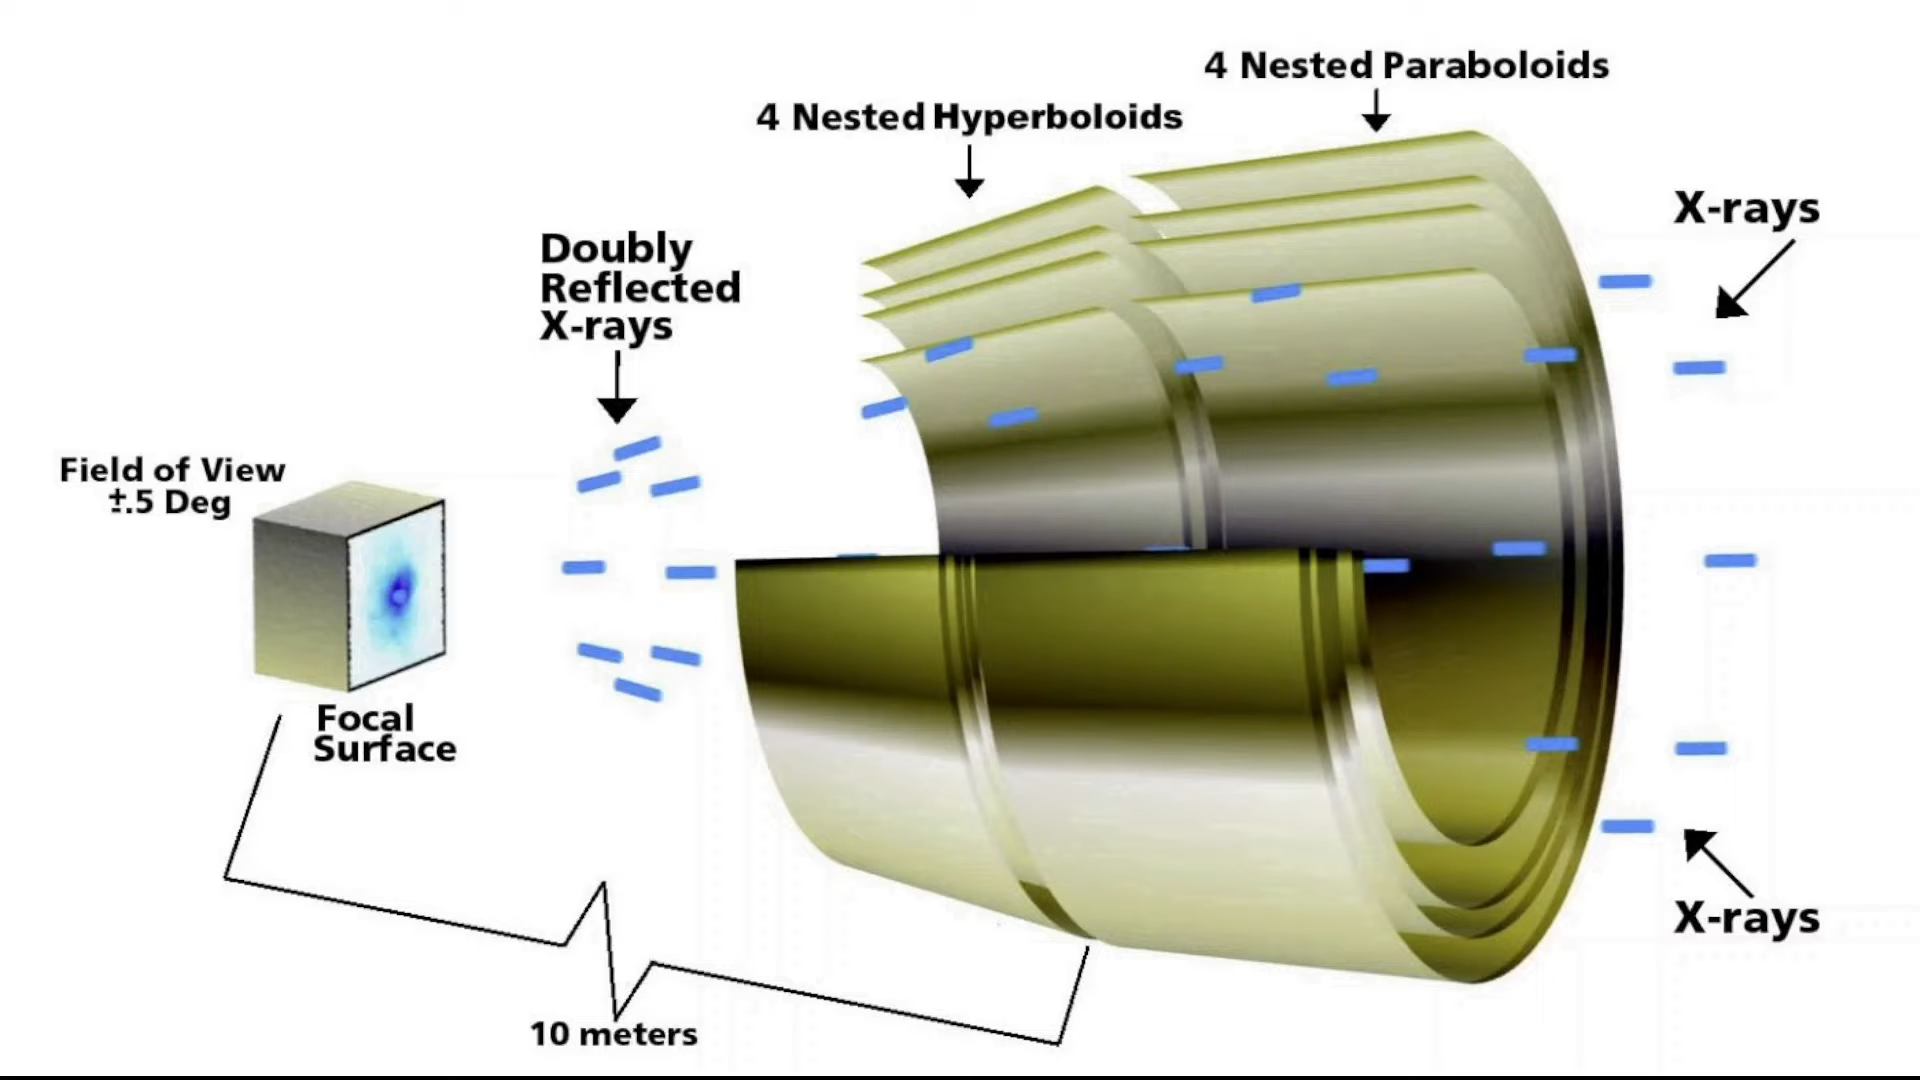 4 Nested Paraboloids
4 Nested Hyperboloids
X-rays
Doubly
Reflected
X-rays
Field of View
±.5 Deg
Focal
Surface
X-rays
10 meters